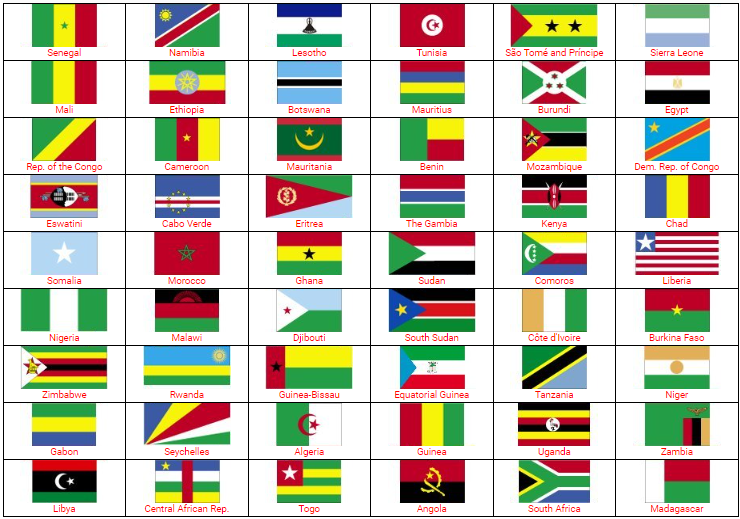 Senegal
Namibia
Lesotho
Tunisia
São Tomé and Príncipe
Sierra Leone
Mali
Ethiopia
Botswana
Mauritius
Burundi
Egypt
Rep. of the Congo
Cameroon
Mauritania
Benin
Mozambique
Dem. Rep. of Congo
Eswatini
Cabo Verde
Eritrea
The Gambia
Kenya
Chad
Somalia
Morocco
Ghana
Sudan
Comoros
Liberia
Nigeria
Malawi
Djibouti
South Sudan
Côte d'Ivoire
Burkina Faso
Zimbabwe
Rwanda
Guinea-Bissau
Equatorial Guinea
Tanzania
Niger
Gabon
Seychelles
Algeria
Guinea
Uganda
Zambia
Libya
Central African Rep.
Togo
Angola
South Africa
Madagascar